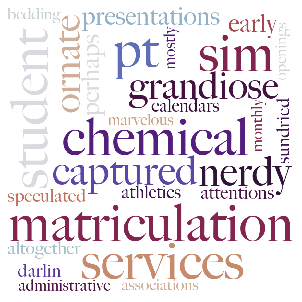 bedding
presentations
early
student
ornate
perhaps
pt
mostly
sim
openings
grandiose
calendars
marvelous
monthly
sundried
chemical
captured
nerdy
speculated
athletics
attentions
matriculation
altogether
services
darlin
administrative
associations